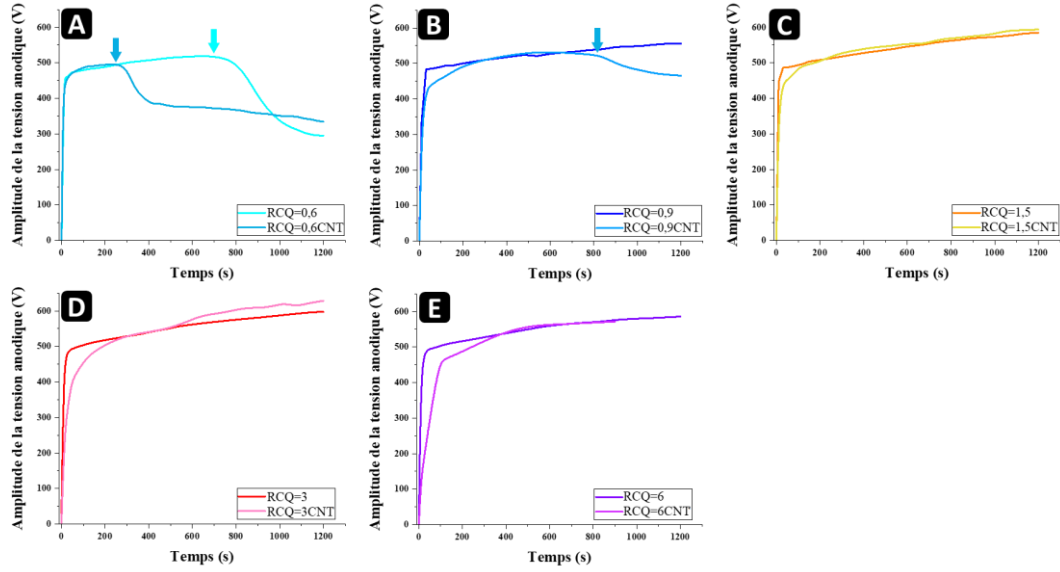 A
Amplitude de la tension anodique (V)
600
500
400
300
200
100
0
0 200 400 600 800 1000 1200
Temps (s)
RCQ=0,6
RCQ=0,6CNT
B
Amplitude de la tension anodique (V)
600
500
400
300
200
100
0
0 200 400 600 800 1000 1200
Temps (s)
RCQ=0,9
RCQ=0,9CNT
C
Amplitude de la tension anodique (V)
600
500
400
300
200
100
0
0 200 400 600 800 1000 1200
Temps (s)
RCQ=1,5
RCQ=1,5CNT
D
Amplitude de la tension anodique (V)
600
500
400
300
200
100
0
0 200 400 600 800 1000 1200
Temps (s)
RCQ=3
RCQ=3CNT
E
Amplitude de la tension anodique (V)
600
500
400
300
200
100
0
0 200 400 600 800 1000 1200
Temps (s)
RCQ=6
RCQ=6CNT